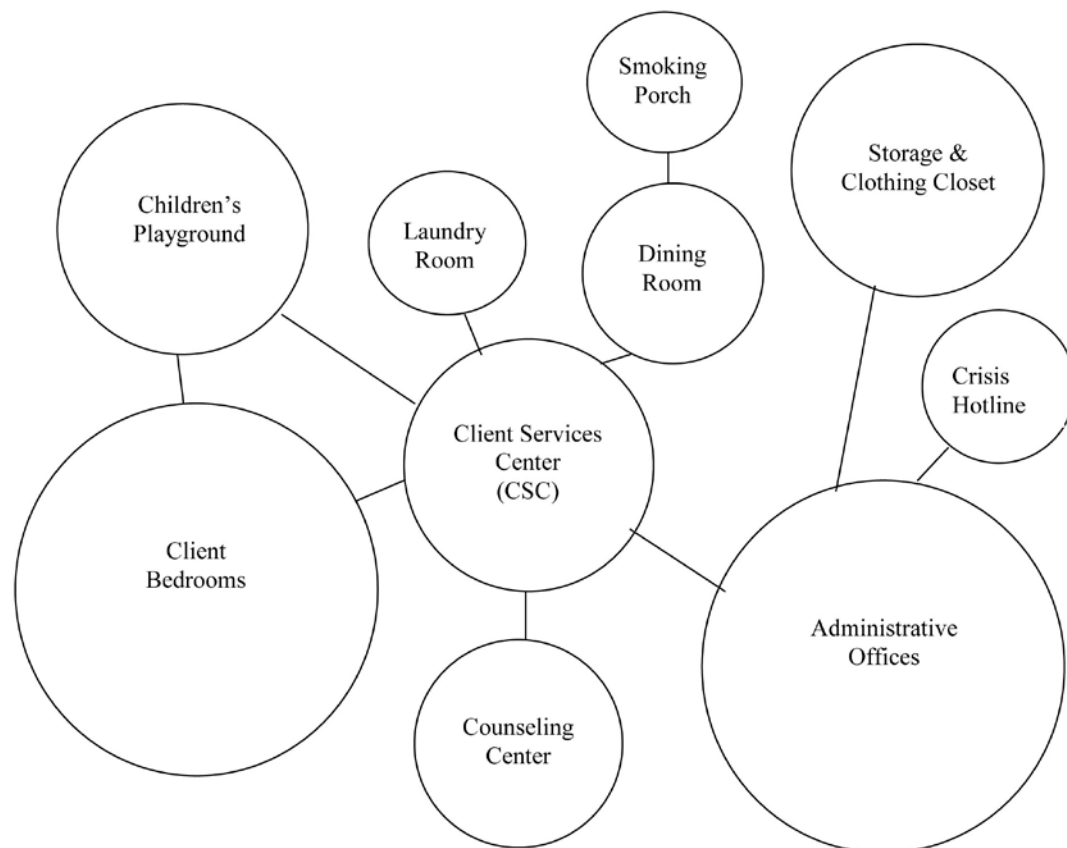 Smoking
Porch
Storage &
Clothing Closet
Children’s
Playground
Laundry
Room
Dining
Room
Crisis
Hotline
Client Services
Center
(CSC)
Client
Bedrooms
Administrative
Offices
Counseling
Center